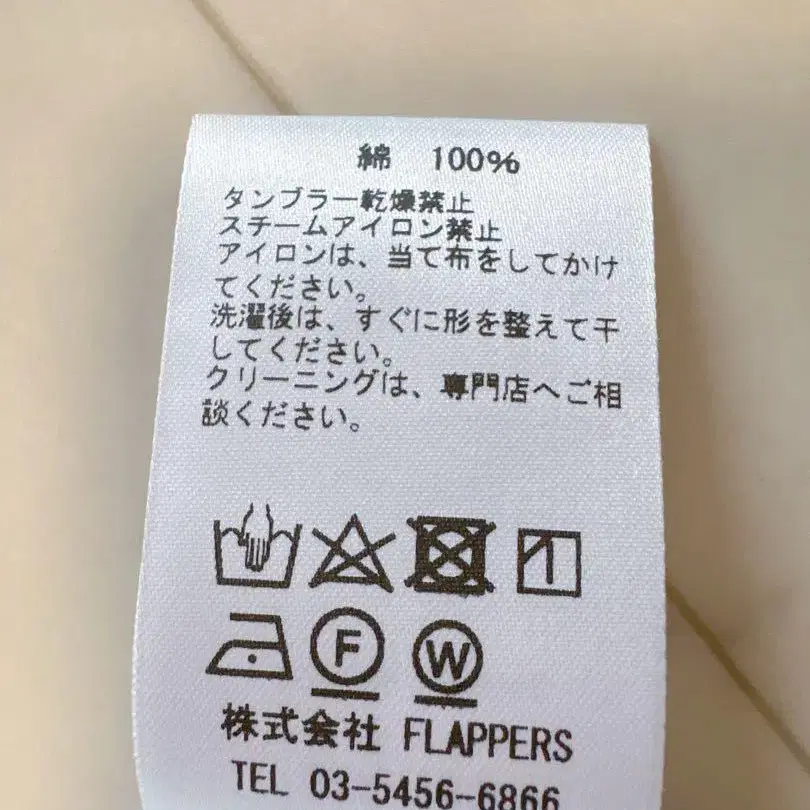 綿 100%
タンブラー乾燥禁止
スチームアイロン禁止
アイロンは、当て布をしてかけ
てください。
洗濯後は、すぐに形を整えて干
してください。
クリーニングは、専門店へご相
談ください。
F W
株式会社 FLAPPERS
TEL 03-5456-6866